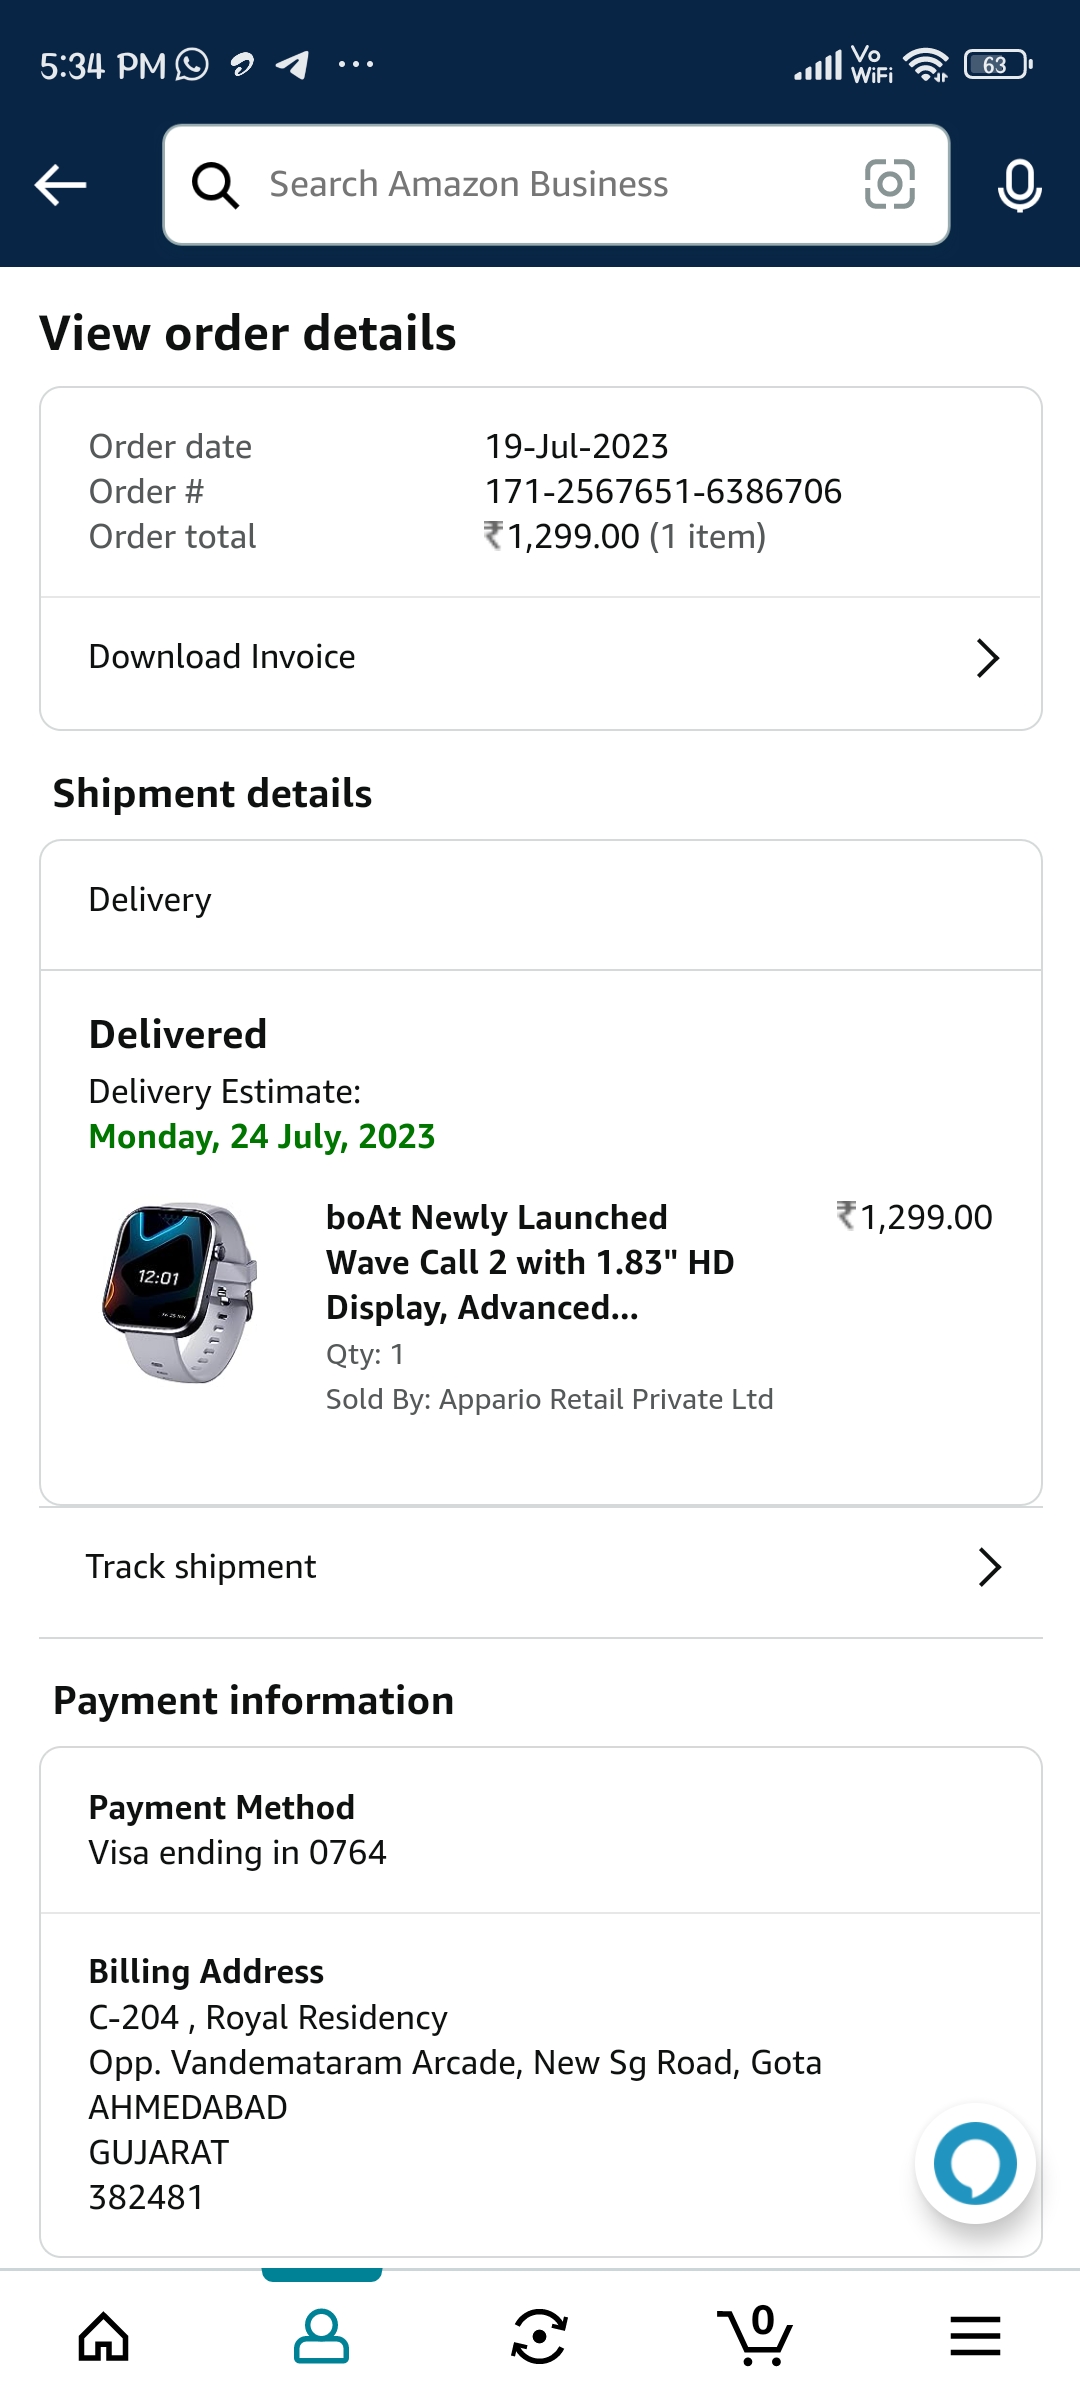 5:34 PM
Vo
WiFi
63
Search Amazon Business
View order details
Order date 19-Jul-2023
Order # 171-2567651-6386706
Order total ₹1,299.00 (1 item)
Download Invoice
Shipment details
Delivery
Delivered
Delivery Estimate:
Monday, 24 July, 2023
12:01
boAt Newly Launched ₹1,299.00
Wave Call 2 with 1.83" HD
Display, Advanced...
Qty: 1
Sold By: Appario Retail Private Ltd
Track shipment
Payment information
Payment Method
Visa ending in 0764
Billing Address
C-204 , Royal Residency
Opp. Vandemataram Arcade, New Sg Road, Gota
AHMEDABAD
GUJARAT
382481
0